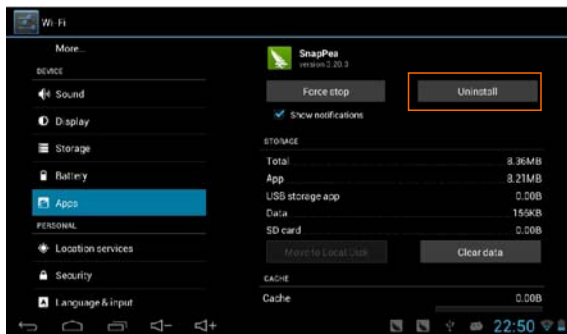 Wi-Fi
More...
DEVICE
Sound
Display
Storage
Battery
Apps
PERSONAL
Location services
Security
Language & input
SnapPea
version 2.20.3
Force stop
Uninstall
Show notifications
STORAGE
Total 8.36MB
App 8.21MB
USB storage app 0.00B
Data 156KB
SD card 0.00B
Move to Local Disk
Clear data
CACHE
Cache 0.00B
22:50